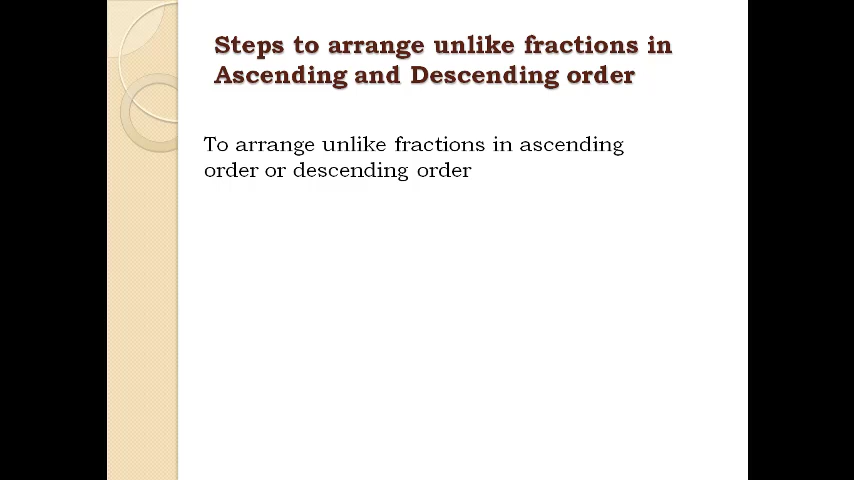 Steps to arrange unlike fractions in
Ascending and Descending order
To arrange unlike fractions in ascending
order or descending order